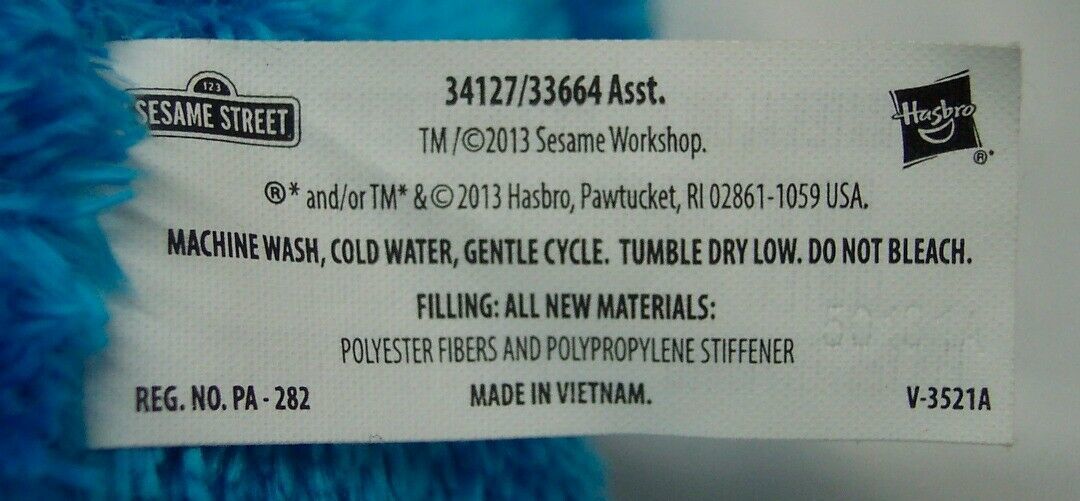 123
SESAME STREET
34127/33664 Asst.
Hasbro
®*
TM/©2013 Sesame Workshop.
®* and/or TM* & © 2013 Hasbro, Pawtucket, RI 02861-1059 USA.
MACHINE WASH, COLD WATER, GENTLE CYCLE. TUMBLE DRY LOW. DO NOT BLEACH.
FILLING: ALL NEW MATERIALS:
POLYESTER FIBERS AND POLYPROPYLENE STIFFENER
REG. NO. PA - 282
MADE IN VIETNAM.
V-3521A